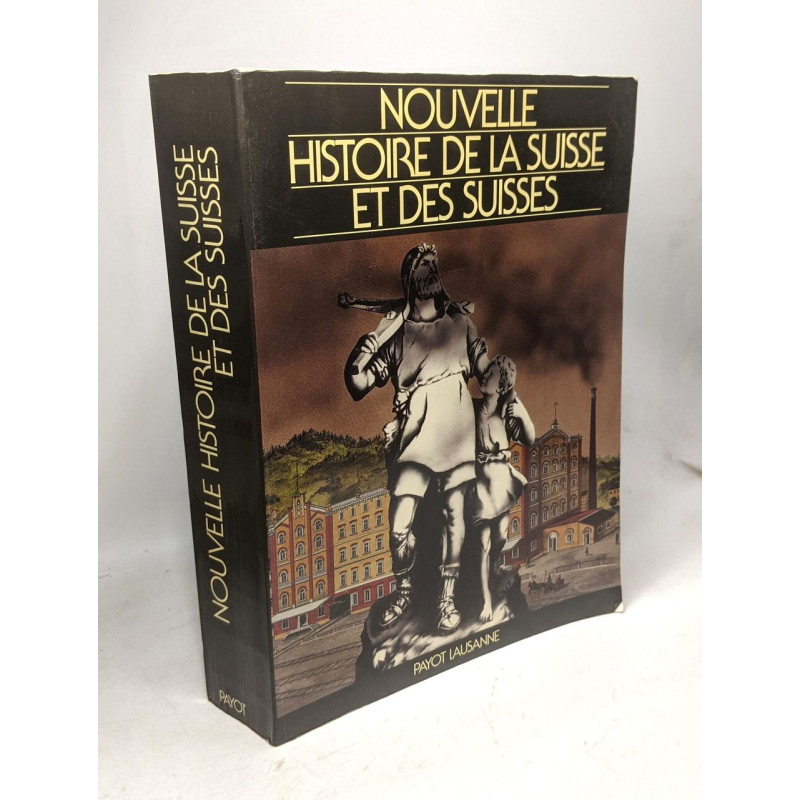 NOUVELLE
HISTOIRE DE LA SUISSE
ET DES SUISSES
PAYOT LAUSANNE
NOUVELLE HISTOIRE DE LA SUISSE
ET DES SUISSES
PAYOT